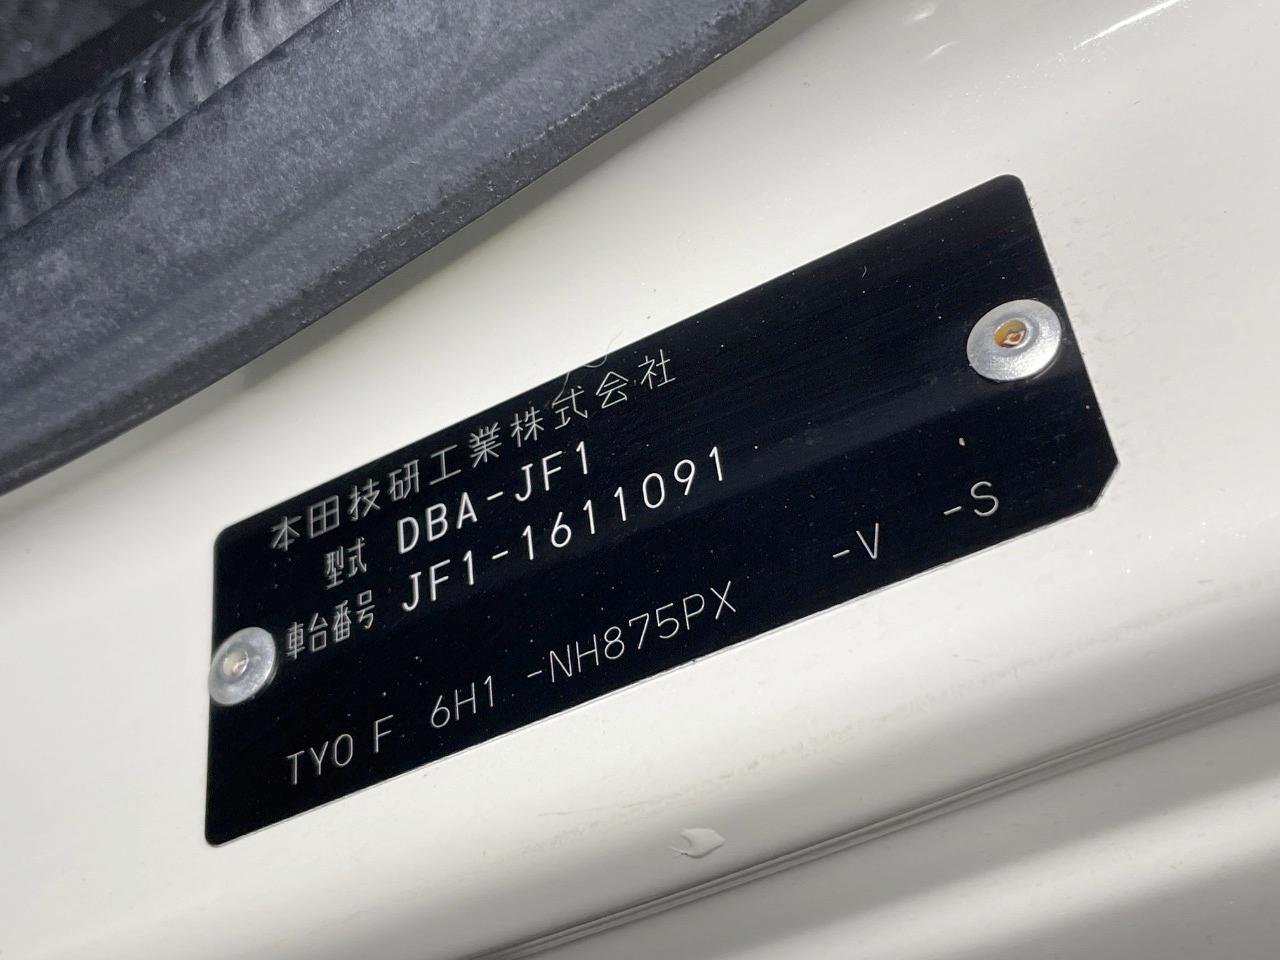 本田技研工業株式会社
型式 DBA-JF1
車台番号 JF1-1611091
TYO F 6H1 -NH875PX -V -S